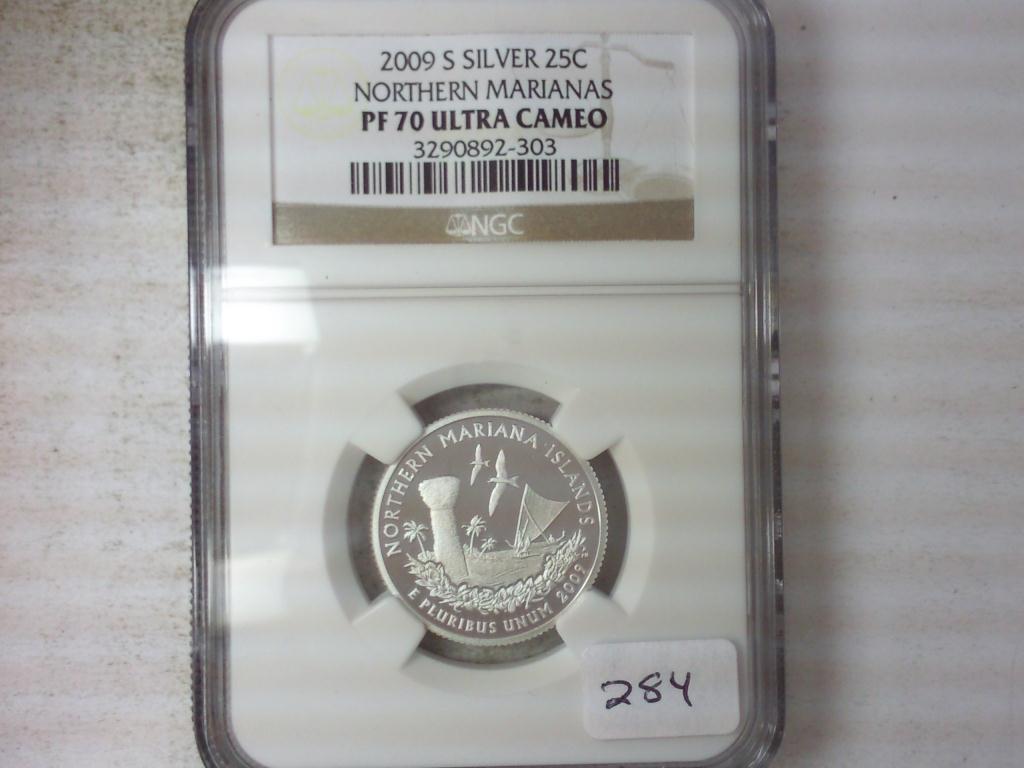 2009 S SILVER 25C
NORTHERN MARIANAS
PF 70 ULTRA CAMEO
3290892-303
NGC
NORTHERN MARIANA ISLANDS
E PLURIBUS UNUM 2009
284